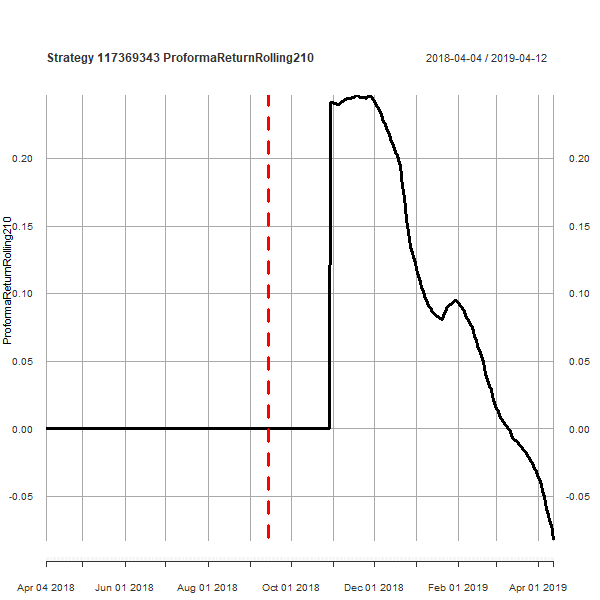 Strategy 117369343 ProformaReturnRolling210
2018-04-04 / 2019-04-12
ProformaReturnRolling210
0.20
0.15
0.10
0.05
0.00
-0.05
0.20
0.15
0.10
0.05
0.00
-0.05
Apr 04 2018
Jun 01 2018
Aug 01 2018
Oct 01 2018
Dec 01 2018
Feb 01 2019
Apr 01 2019